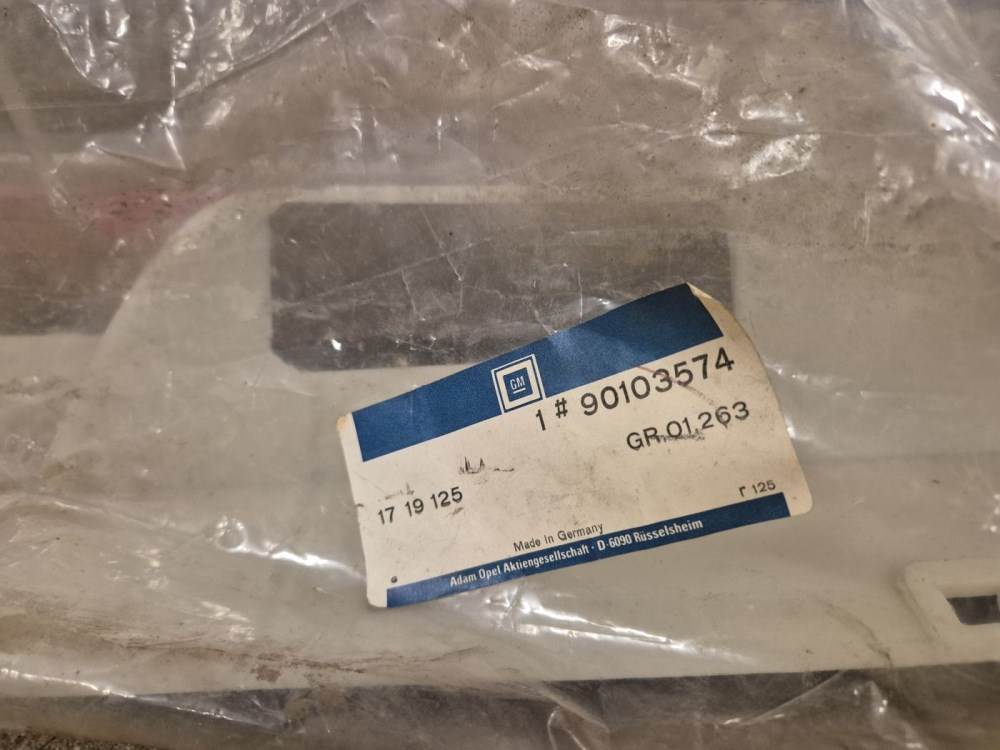 GM
1 # 90103574
GR.01.263
17 19 125
r 125
Made in Germany
Adam Opel Aktiengesellschaft · D-6090 Rüsselsheim